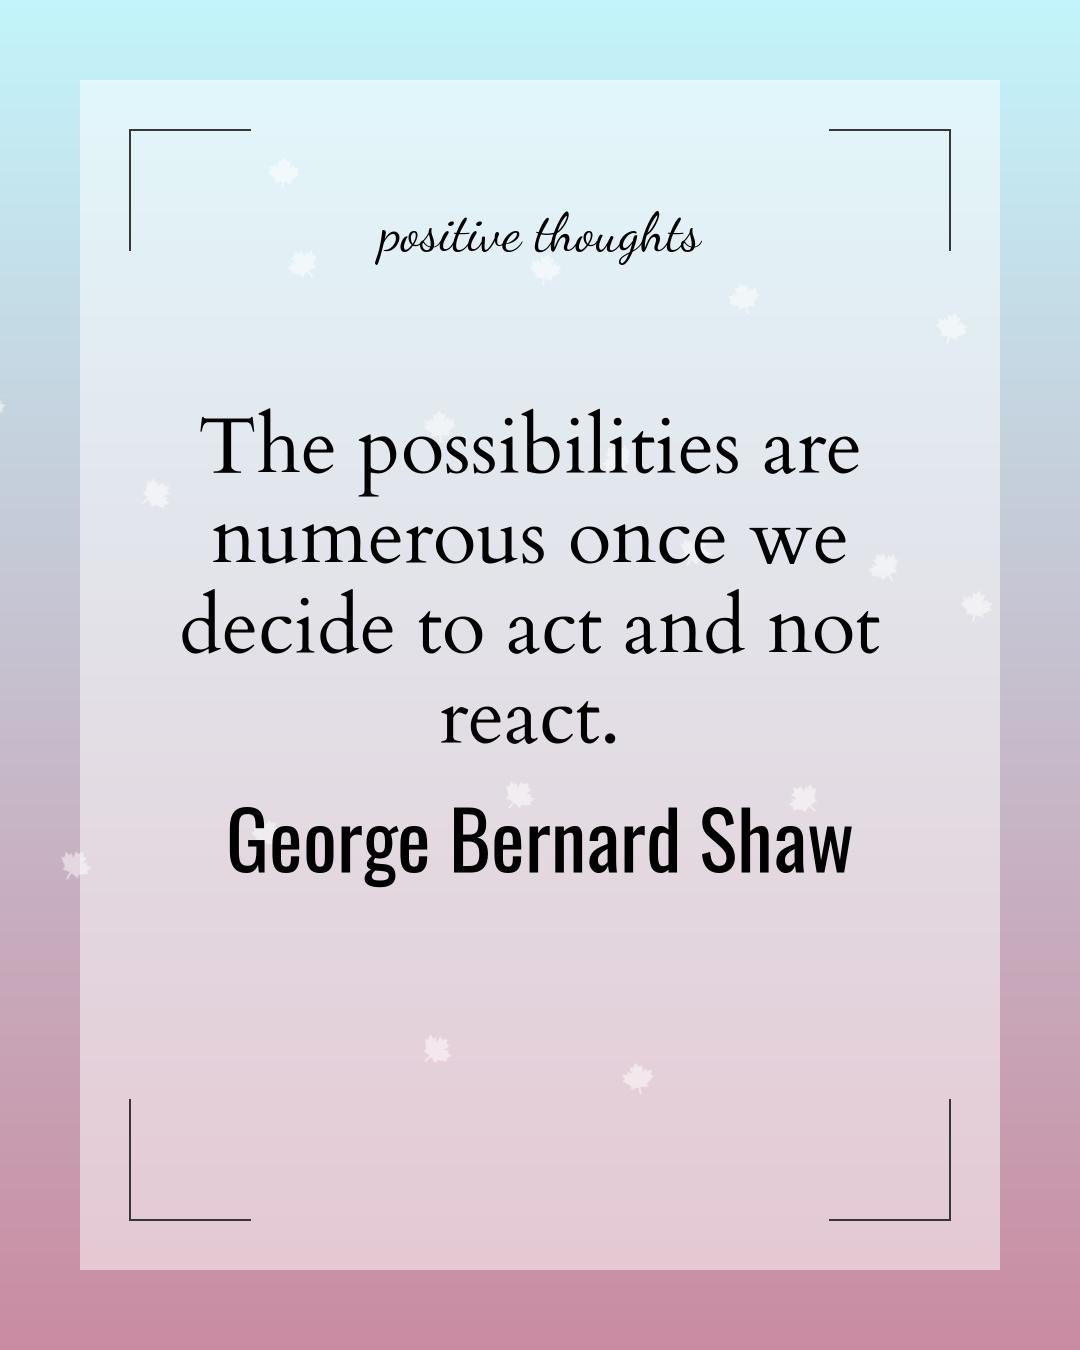 positive thoughts
The possibilities are
numerous once we
decide to act and not
react.
George Bernard Shaw